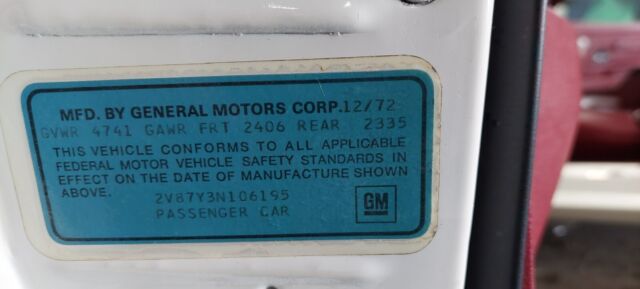 MFD. BY GENERAL MOTORS CORP. 12/72
GVWR 4741 GAWR FRT 2406 REAR 2335
THIS VEHICLE CONFORMS TO ALL APPLICABLE
FEDERAL MOTOR VEHICLE SAFETY STANDARDS IN
EFFECT ON THE DATE OF MANUFACTURE SHOWN
ABOVE.
2V87Y3N106195
PASSENGER CAR
GM